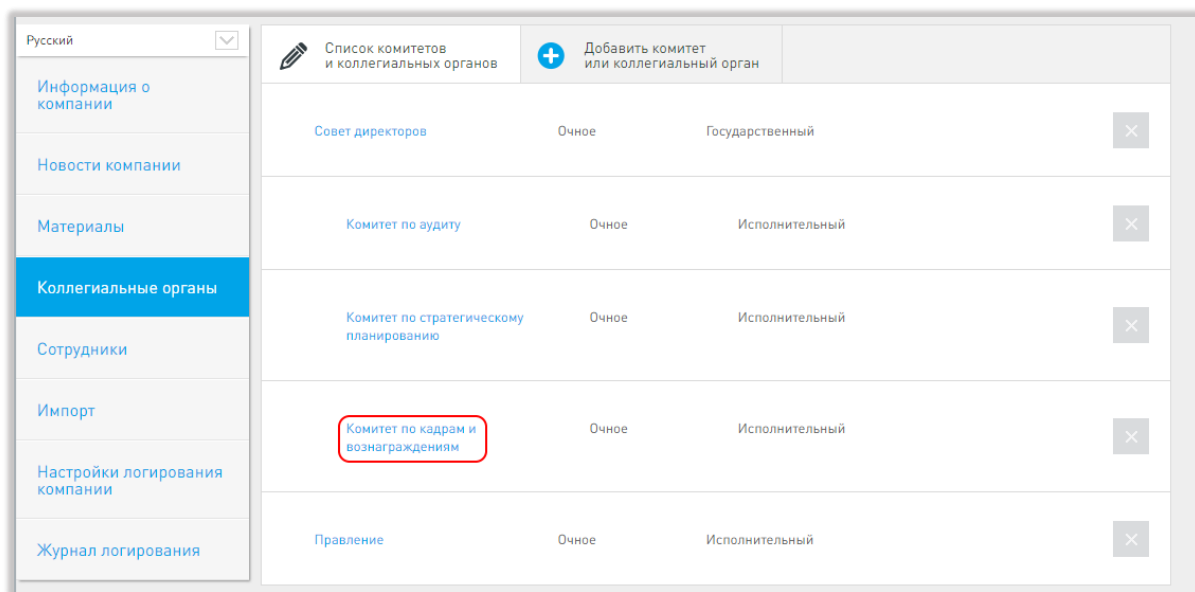 Русский
Информация о
компании
Новости компании
Материалы
Коллегиальные органы
Сотрудники
Импорт
Настройки логирования
компании
Журнал логирования
Список комитетов
и коллегиальных органов
Добавить комитет
или коллегиальный орган
Совет директоров Очное Государственный
Комитет по аудиту Очное Исполнительный
Комитет по стратегическому Очное Исполнительный
планированию
Комитет по кадрам и Очное Исполнительный
вознаграждениям
Правление Очное Исполнительный